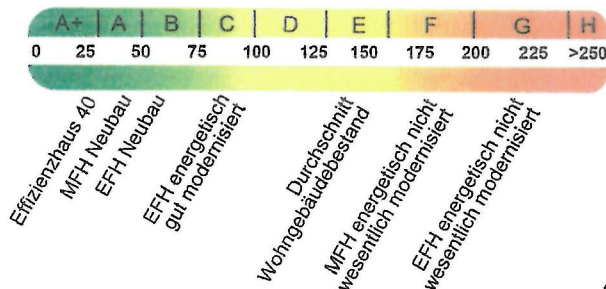 A+ A B C D E F G H
0 25 50 75 100 125 150 175 200 225 >250
Effizienzhaus 40
MFH Neubau
EFH Neubau
EFH energetisch
gut modernisiert
Durchschnitt
Wohngebäudebestand
MFH energetisch nicht
wesentlich modernisiert
EFH energetisch nicht
wesentlich modernisiert